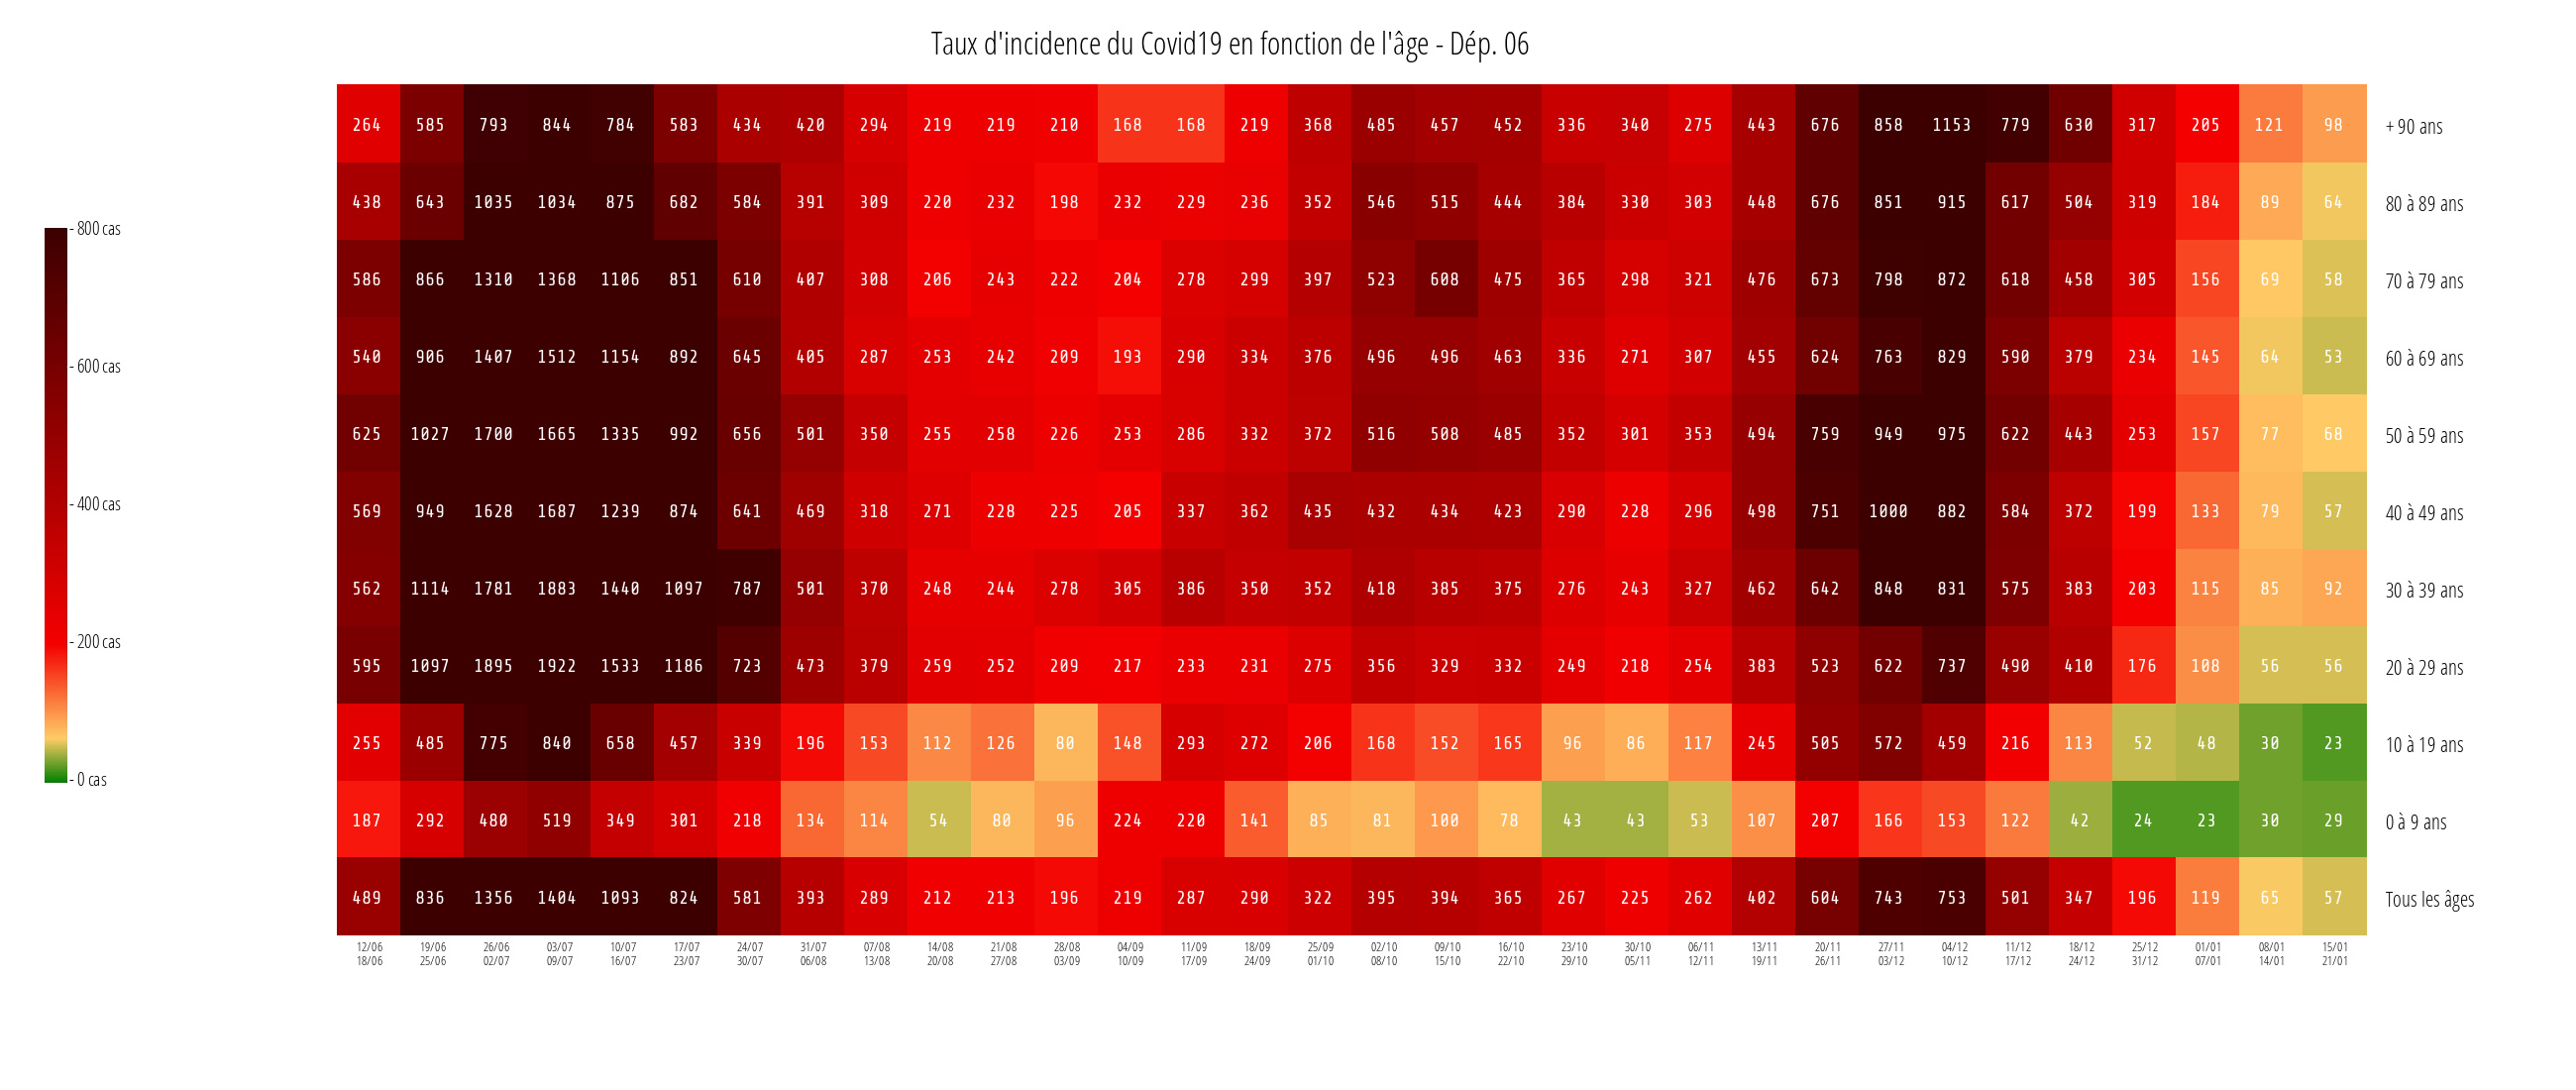 Taux d'incidence du Covid19 en fonction de l'âge - Dép. 06
264 585 793 844 784 583 434 420 294 219 219 210 168 168 219 368 485 457 452 336 340 275 443 676 858 1153 779 630 317 205 121 98 + 90 ans
438 643 1035 1034 875 682 584 391 309 220 232 198 232 229 236 352 546 515 444 384 330 303 448 676 851 915 617 504 319 184 89 64 80 à 89 ans
- 800 cas
586 866 1310 1368 1106 851 610 407 308 206 243 222 204 278 299 397 523 608 475 365 298 321 476 673 798 872 618 458 305 156 69 58 70 à 79 ans
540 906 1407 1512 1154 892 645 405 287 253 242 209 193 290 334 376 496 496 463 336 271 307 455 624 763 829 590 379 234 145 64 53 60 à 69 ans
- 600 cas
625 1027 1700 1665 1335 992 656 501 350 255 258 226 253 286 332 372 516 508 485 352 301 353 494 759 949 975 622 443 253 157 77 68 50 à 59 ans
- 400 cas
569 949 1628 1687 1239 874 641 469 318 271 228 225 205 337 362 435 432 434 423 290 228 296 498 751 1000 882 584 372 199 133 79 57 40 à 49 ans
562 1114 1781 1883 1440 1097 787 501 370 248 244 278 305 386 350 352 418 385 375 276 243 327 462 642 848 831 575 383 203 115 85 92 30 à 39 ans
- 200 cas
595 1097 1895 1922 1533 1186 723 473 379 259 252 209 217 233 231 275 356 329 332 249 218 254 383 523 622 737 490 410 176 108 56 56 20 à 29 ans
255 485 775 840 658 457 339 196 153 112 126 80 148 293 272 206 168 152 165 96 86 117 245 505 572 459 216 113 52 48 30 23 10 à 19 ans
- 0 cas
187 292 480 519 349 301 218 134 114 54 80 96 224 220 141 85 81 100 78 43 43 53 107 207 166 153 122 42 24 23 30 29 0 à 9 ans
489 836 1356 1404 1093 824 581 393 289 212 213 196 219 287 290 322 395 394 365 267 225 262 402 604 743 753 501 347 196 119 65 57 Tous les âges
12/06 19/06 26/06 03/07 10/07 17/07 24/07 31/07 07/08 14/08 21/08 28/08 04/09 11/09 18/09 25/09 02/10 09/10 16/10 23/10 30/10 06/11 13/11 20/11 27/11 04/12 11/12 18/12 25/12 01/01 08/01 15/01
18/06 25/06 02/07 09/07 16/07 23/07 30/07 06/08 13/08 20/08 27/08 03/09 10/09 17/09 24/09 01/10 08/10 15/10 22/10 29/10 05/11 12/11 19/11 26/11 03/12 10/12 17/12 24/12 31/12 07/01 14/01 21/01